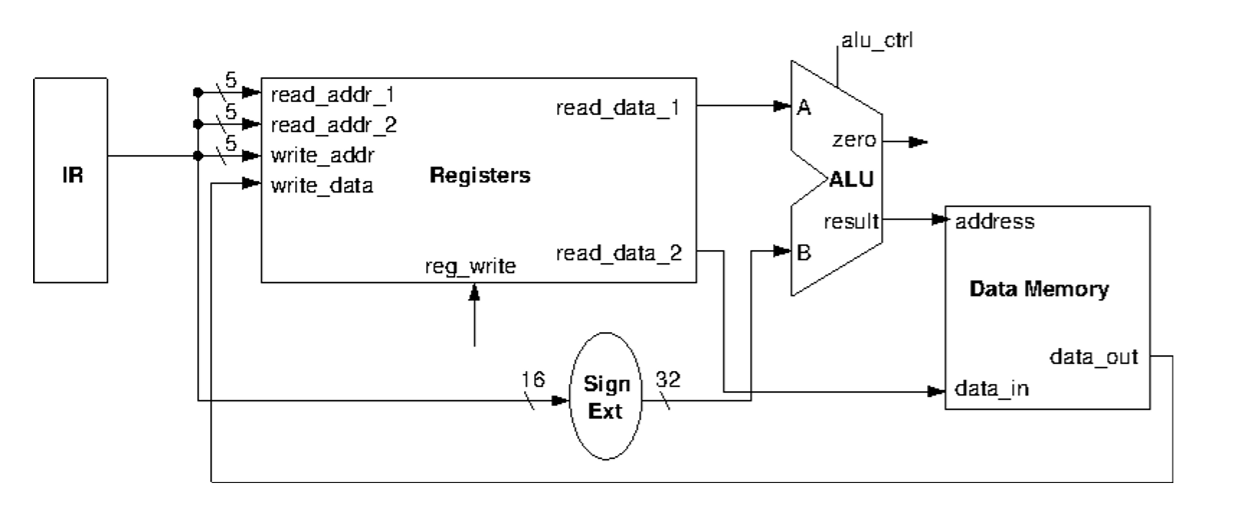 alu_ctrl
IR
5
read_addr_1
5
read_addr_2
5
write_addr
write_data
Registers
read_data_1
read_data_2
reg_write
A
zero
ALU
result
B
address
Data Memory
data_out
data_in
16
Sign
Ext
32